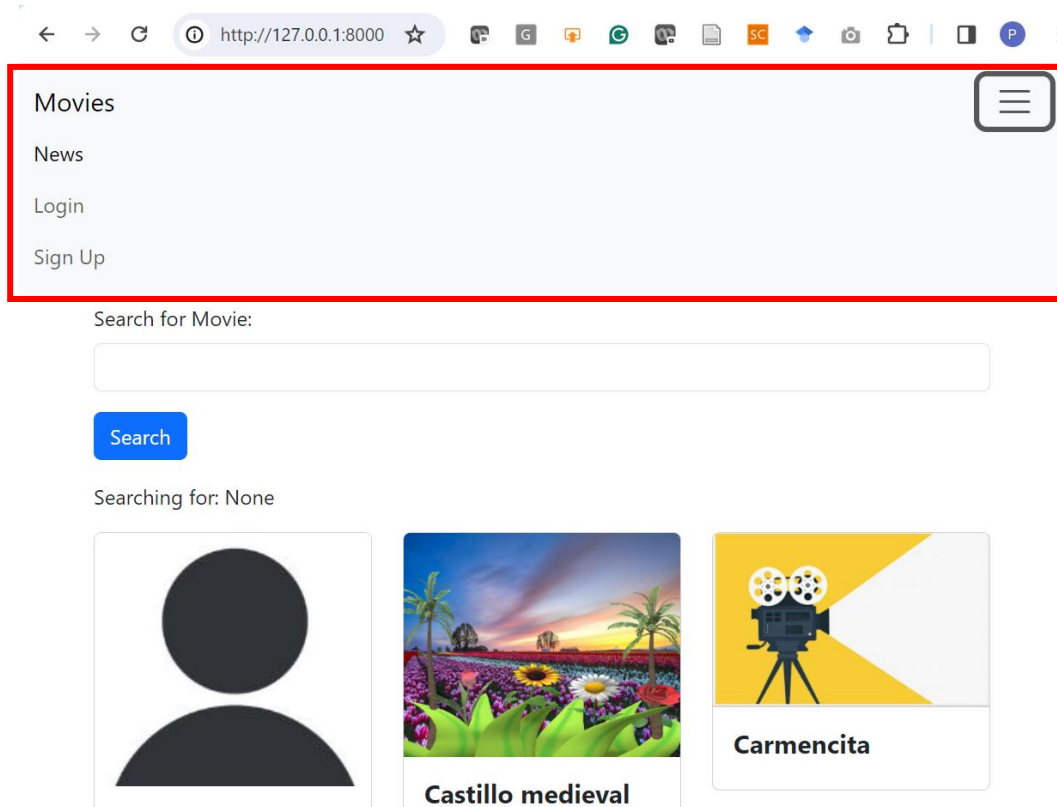 http://127.0.0.1:8000
G
SC
P
Movies
News
Login
Sign Up
Search for Movie:
Search
Searching for: None
Carmencita
Castillo medieval